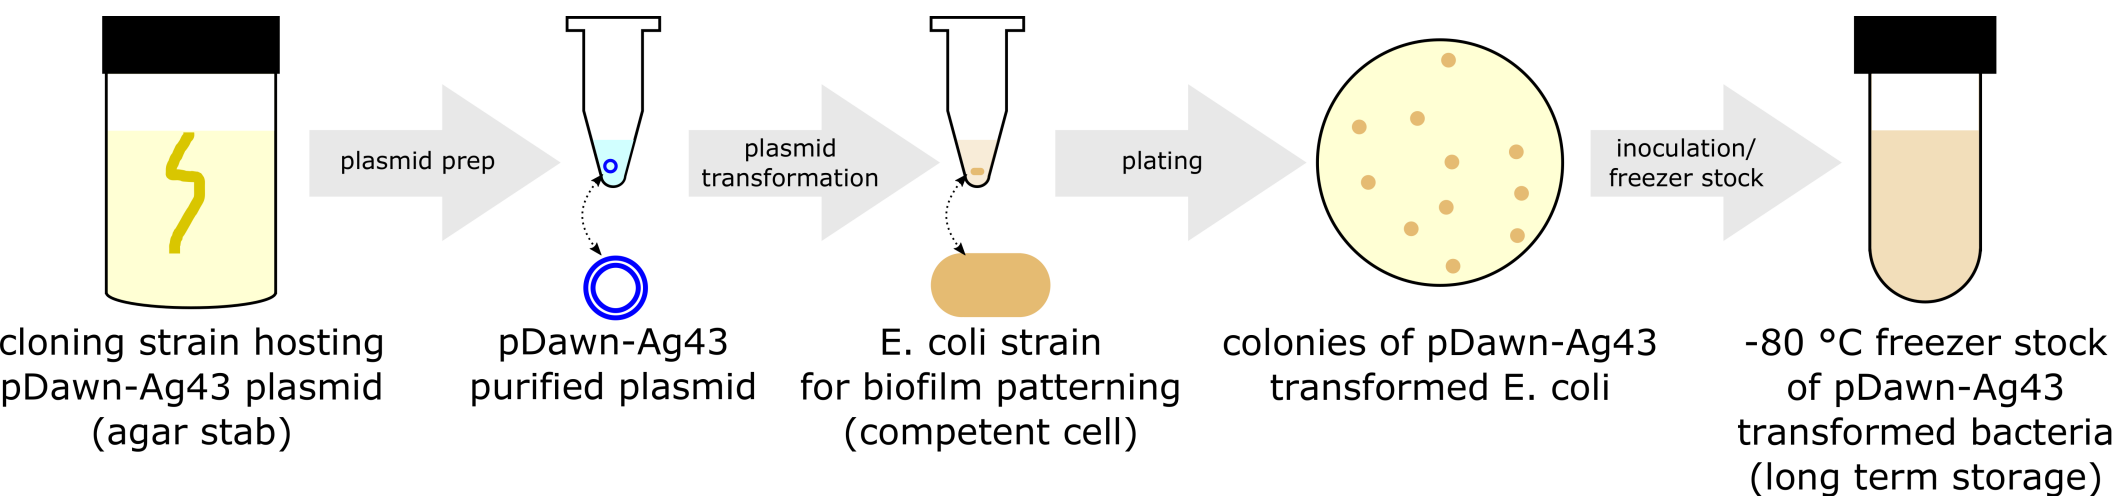 plasmid prep
plasmid
transformation
plating
inoculation/
freezer stock
cloning strain hosting
pDawn-Ag43 plasmid
(agar stab)
pDawn-Ag43
purified plasmid
E. coli strain
for biofilm patterning
(competent cell)
colonies of pDawn-Ag43
transformed E. coli
-80 °C freezer stock
of pDawn-Ag43
transformed bacteria
(long term storage)